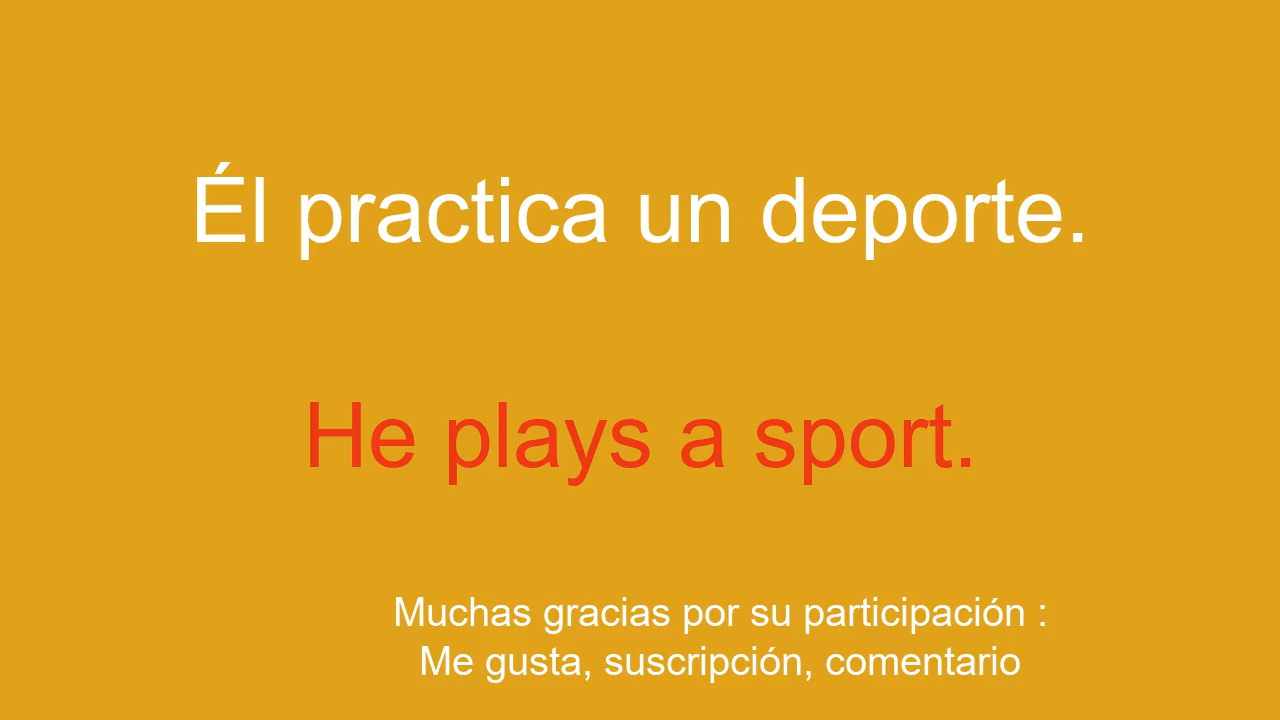 Él practica un deporte.
He plays a sport.
Muchas gracias por su participación :
Me gusta, suscripción, comentario